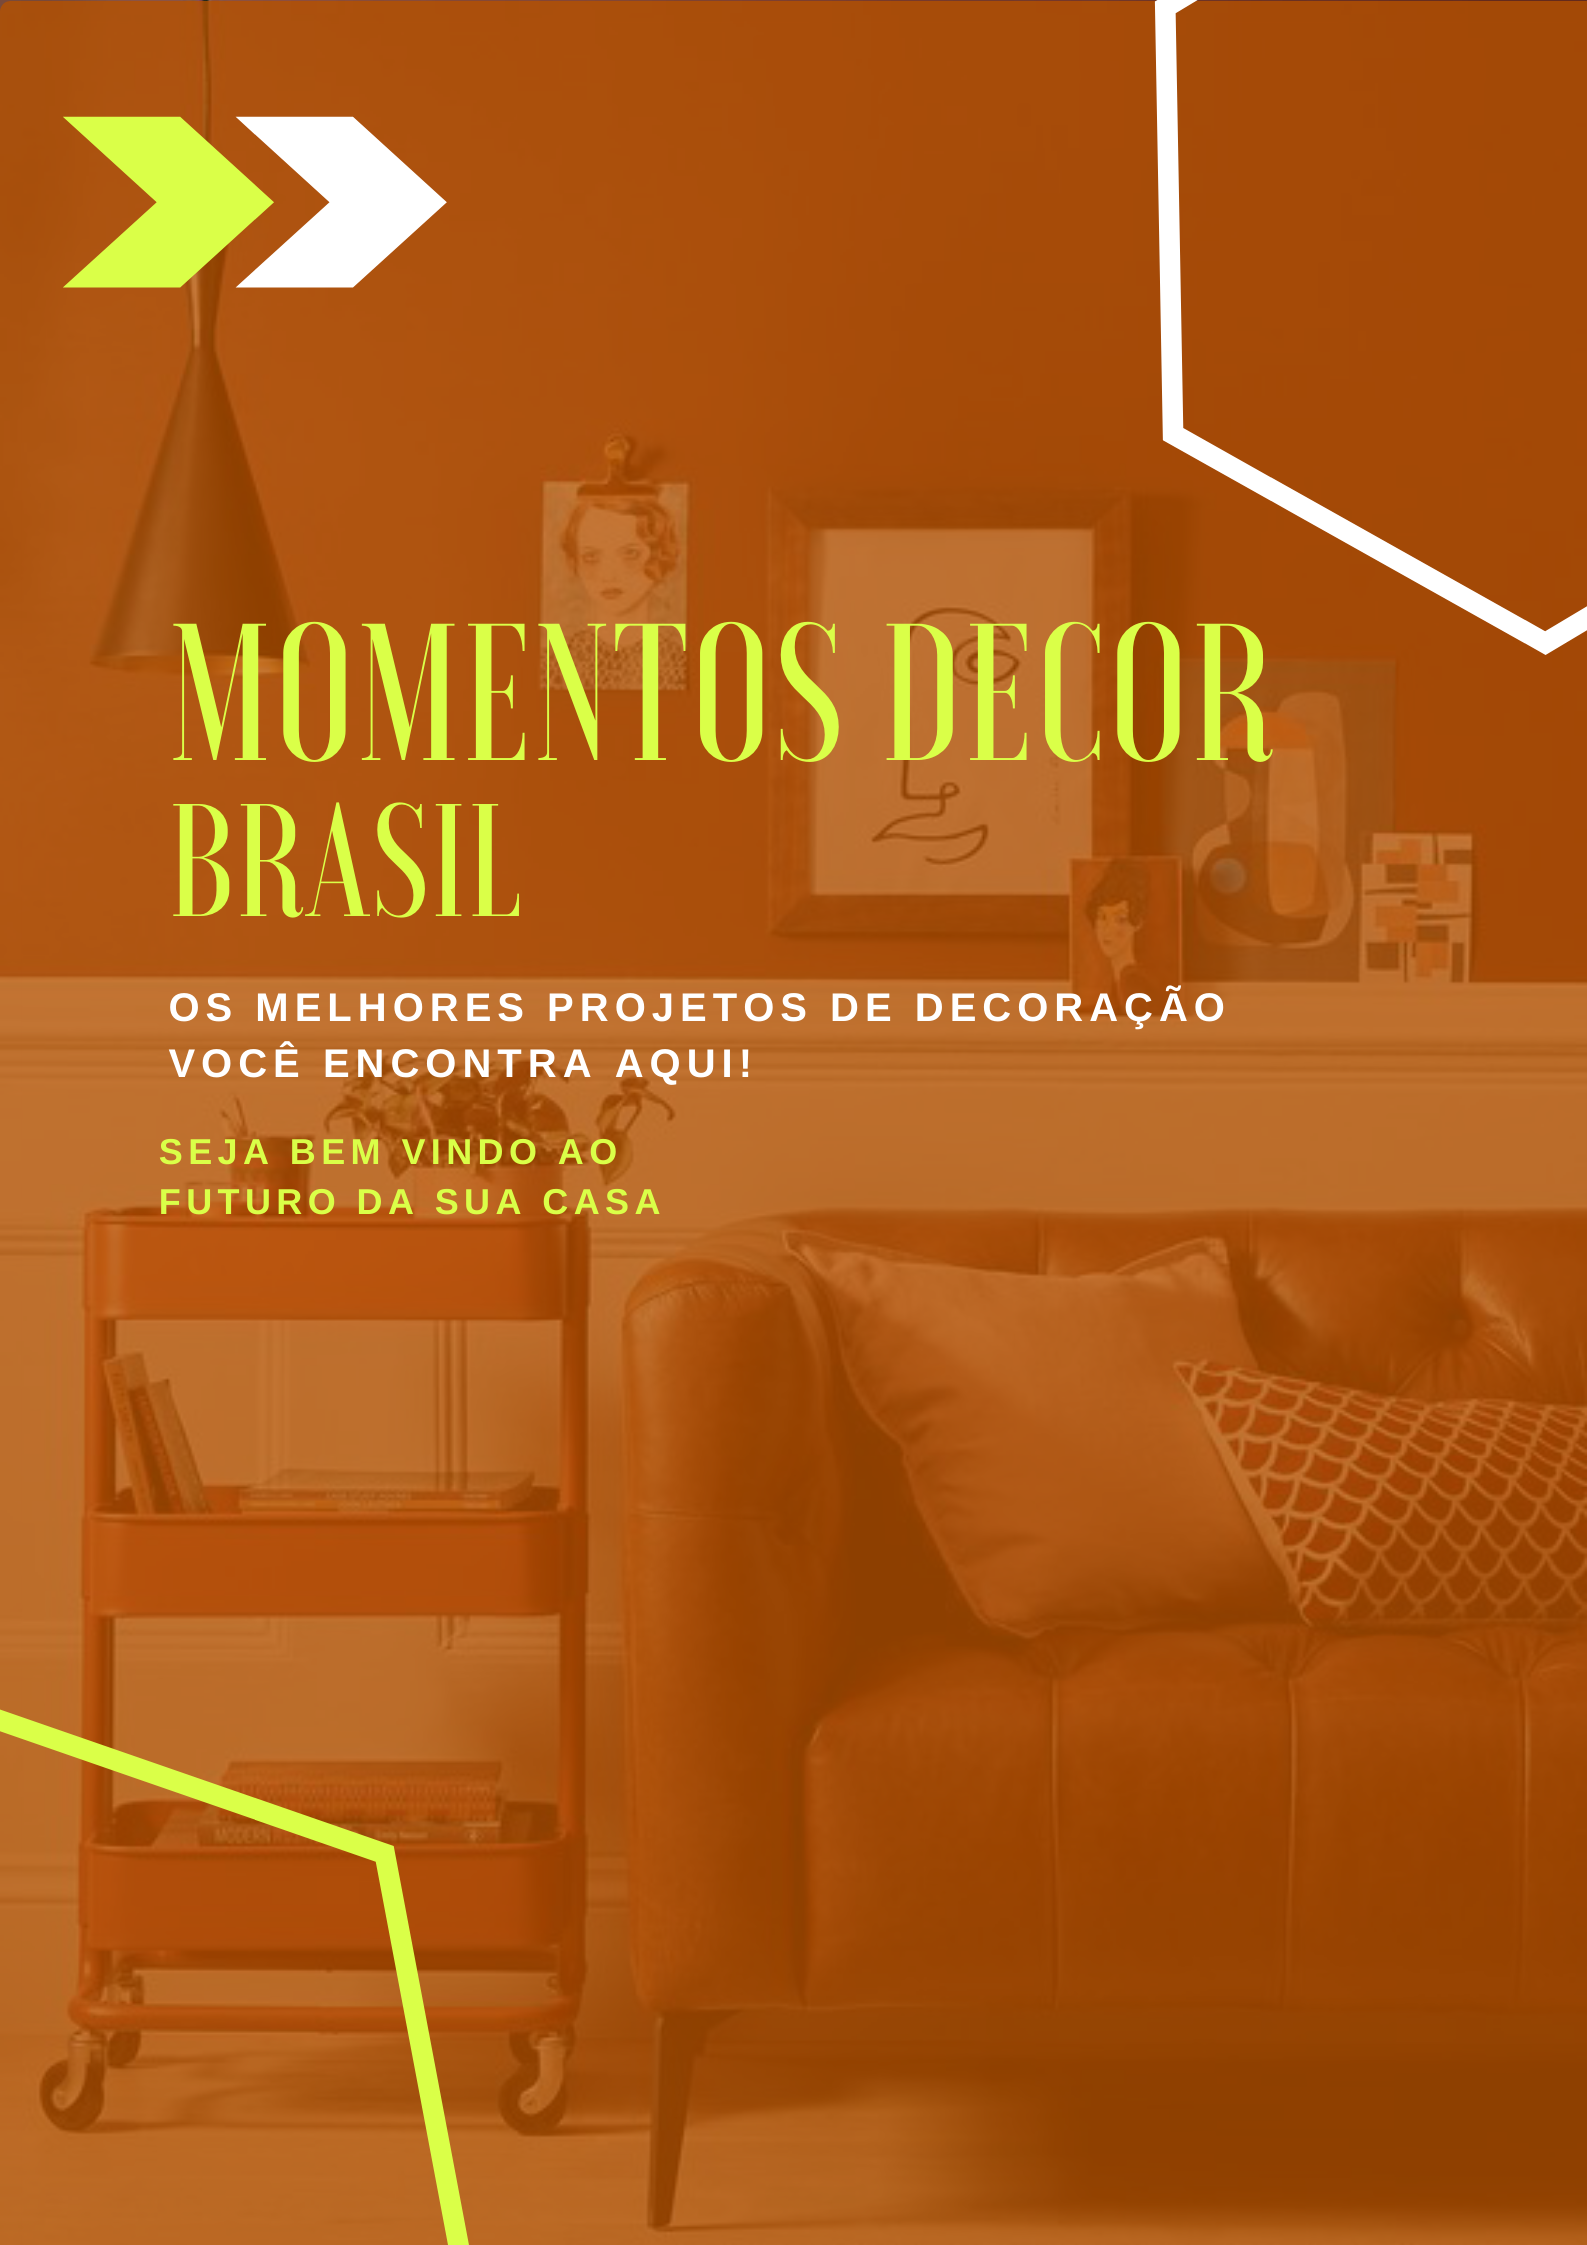 MOMENTOS DECOR
BRASIL
OS MELHORES PROJETOS DE DECORAÇÃO
VOCÊ ENCONTRA AQUI!
SEJA BEM VINDO AO
FUTURO DA SUA CASA
MODERN